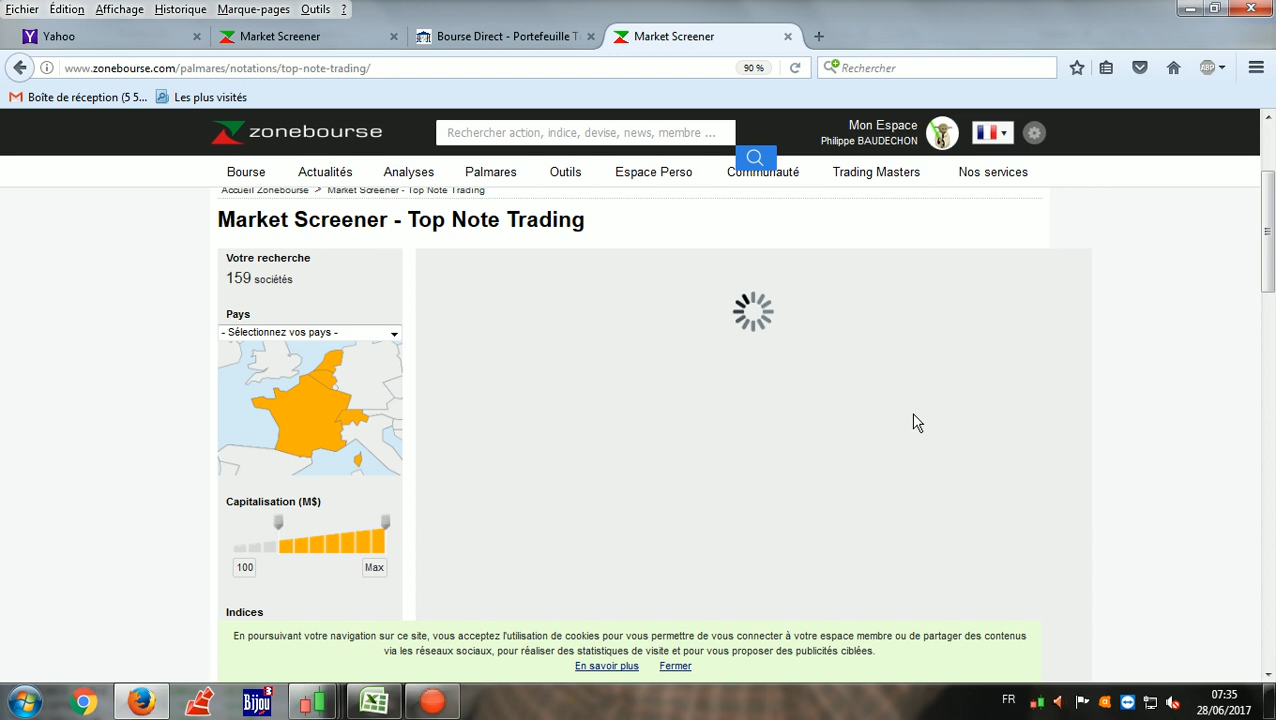 Fichier Édition Affichage Historique Marque-pages Outils ?
Yahoo
Market Screener
Bourse Direct - Portefeuille T
Market Screener
www.zonebourse.com/palmares/notations/top-note-trading/
90 %
Rechercher
ABP
Boîte de réception (5 5...
Les plus visités
zonebourse
Rechercher action, indice, devise, news, membre ...
Mon Espace
Philippe BAUDECHON
Bourse Actualités Analyses Palmares Outils Espace Perso Communauté Trading Masters Nos services
Accueil Zonebourse > Market Screener - Top Note Trading
Market Screener - Top Note Trading
Votre recherche
159 sociétés
Pays
- Sélectionnez vos pays -
Capitalisation (M$)
100 Max
Indices
En poursuivant votre navigation sur ce site, vous acceptez l'utilisation de cookies pour vous permettre de vous connecter à votre espace membre ou de partager des contenus
via les réseaux sociaux, pour réaliser des statistiques de visite et pour vous proposer des publicités ciblées.
En savoir plus Fermer
Bijou 3
FR
07:35
28/06/2017